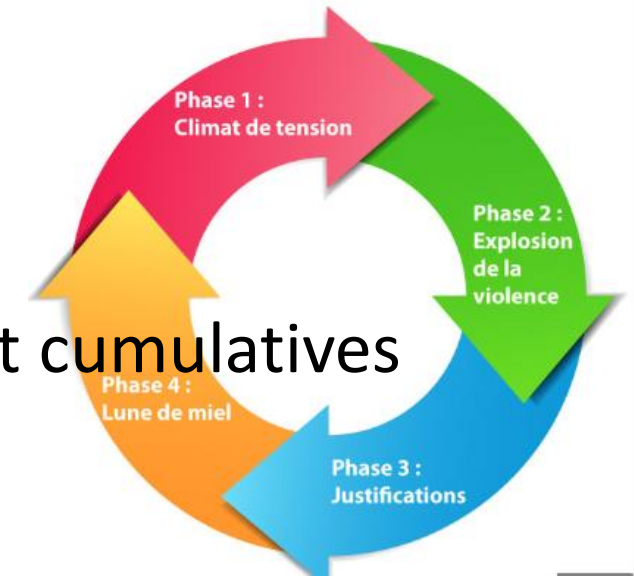 Phase 1 :
Climat de tension
Phase 2 :
Explosion
de la
violence
t cumulatives
Phase 4 :
Lune de miel
Phase 3 :
Justifications